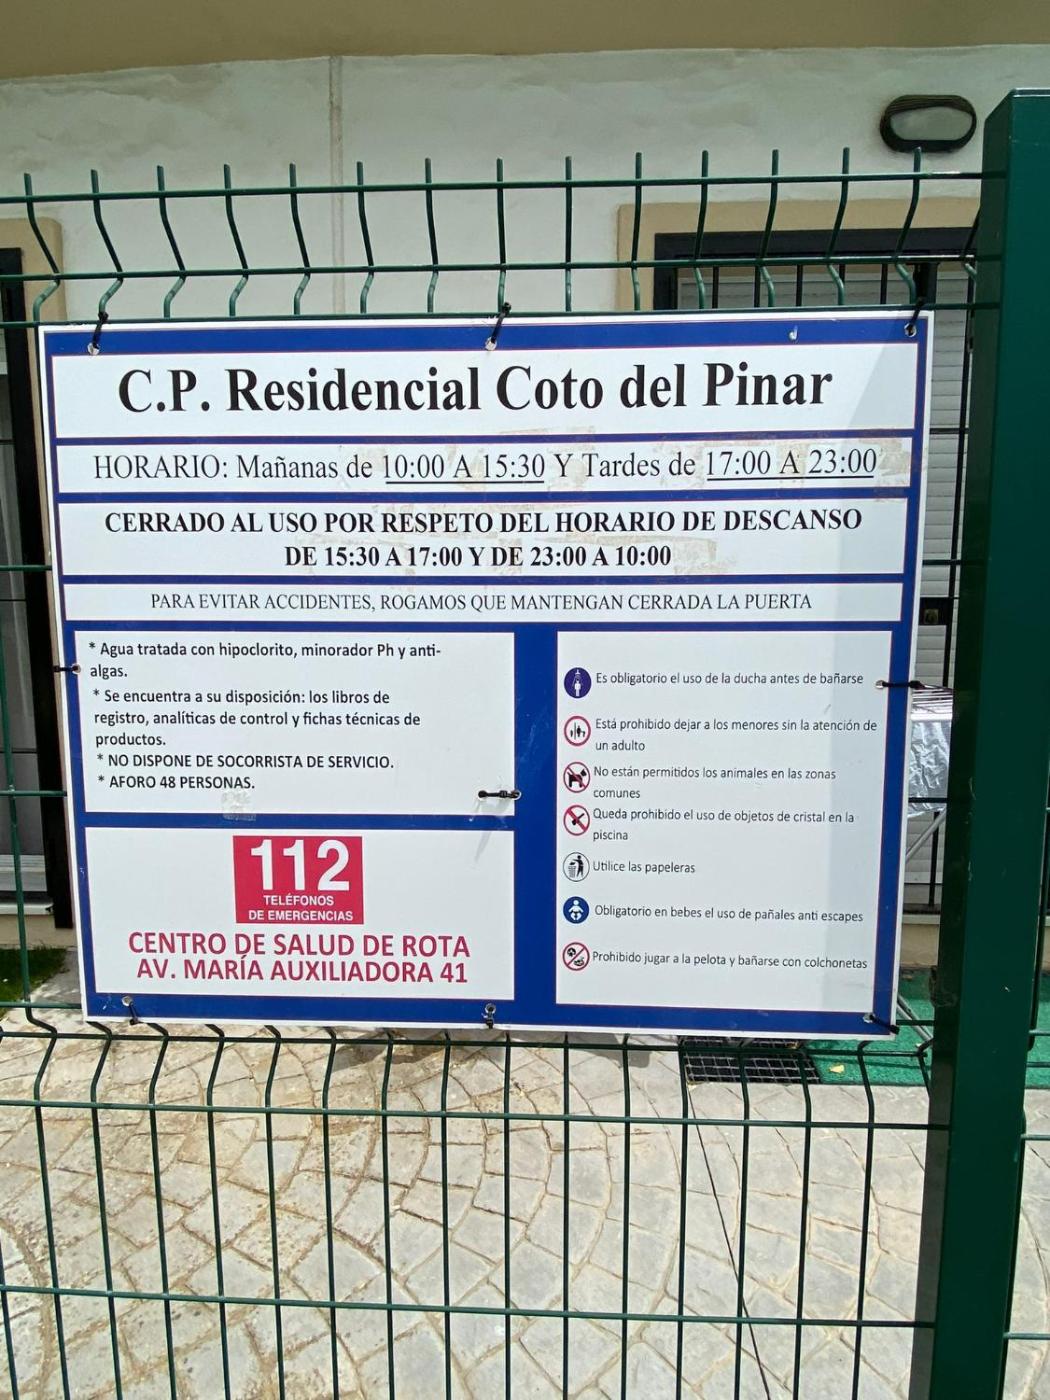 C.P. Residencial Coto del Pinar
HORARIO: Mañanas de 10:00 A 15:30 Y Tardes de 17:00 A 23:00
CERRADO AL USO POR RESPETO DEL HORARIO DE DESCANSO
DE 15:30 A 17:00 Y DE 23:00 A 10:00
PARA EVITAR ACCIDENTES, ROGAMOS QUE MANTENGAN CERRADA LA PUERTA
* Agua tratada con hipoclorito, minorador Ph y anti-
algas.
* Se encuentra a su disposición: los libros de
registro, analíticas de control y fichas técnicas de
productos.
* NO DISPONE DE SOCORRISTA DE SERVICIO.
* AFORO 48 PERSONAS.
112
TELÉFONOS
DE EMERGENCIAS
CENTRO DE SALUD DE ROTA
AV. MARÍA AUXILIADORA 41
Es obligatorio el uso de la ducha antes de bañarse
Está prohibido dejar a los menores sin la atención de
un adulto
No están permitidos los animales en las zonas
comunes
Queda prohibido el uso de objetos de cristal en la
piscina
Utilice las papeleras
Obligatorio en bebes el uso de pañales anti escapes
Prohibido jugar a la pelota y bañarse con colchonetas